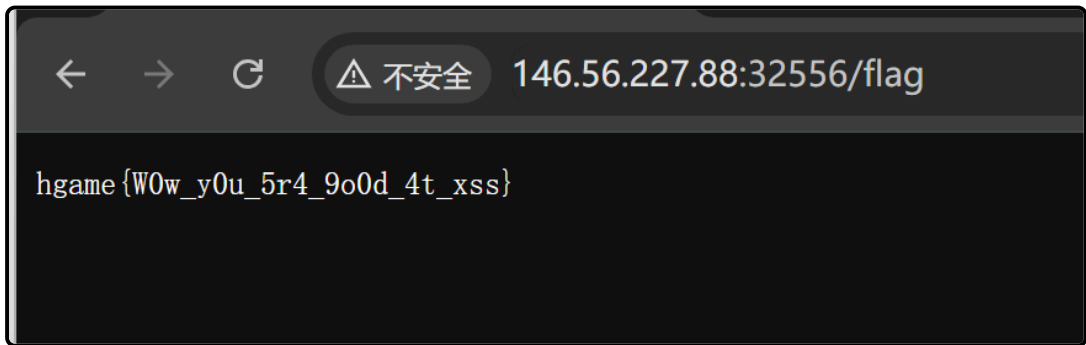 不安全 146.56.227.88:32556/flag
hgame{W0w_y0u_5r4_9o0d_4t_xss}